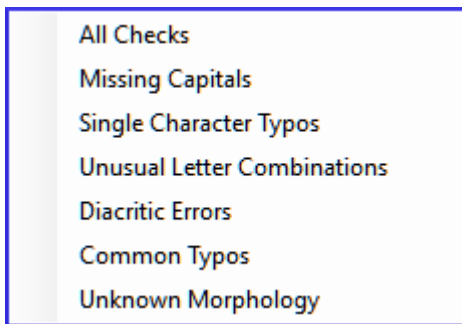 All Checks
Missing Capitals
Single Character Typos
Unusual Letter Combinations
Diacritic Errors
Common Typos
Unknown Morphology